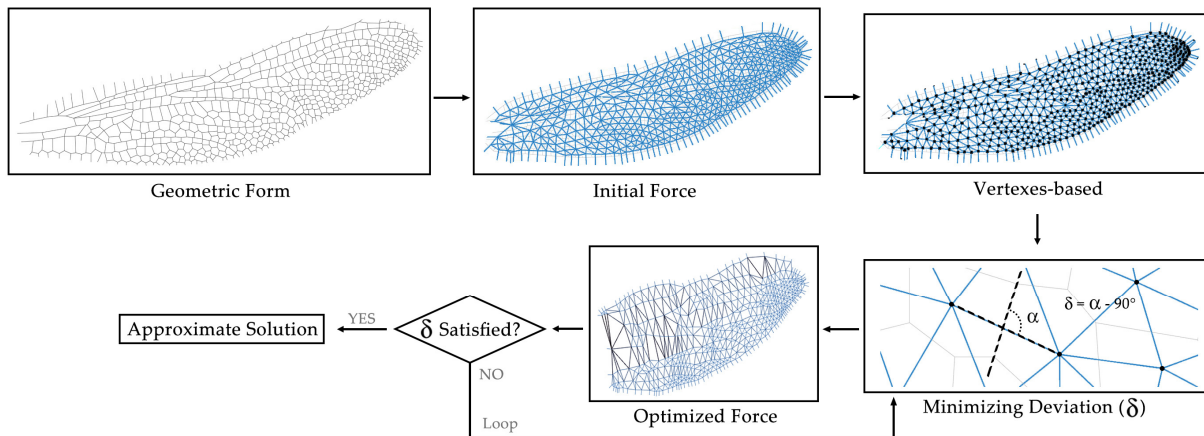 Geometric Form
Initial Force
Vertexes-based
δ = α - 90°
α
Minimizing Deviation (δ)
Optimized Force
δ Satisfied?
YES
Approximate Solution
NO
Loop